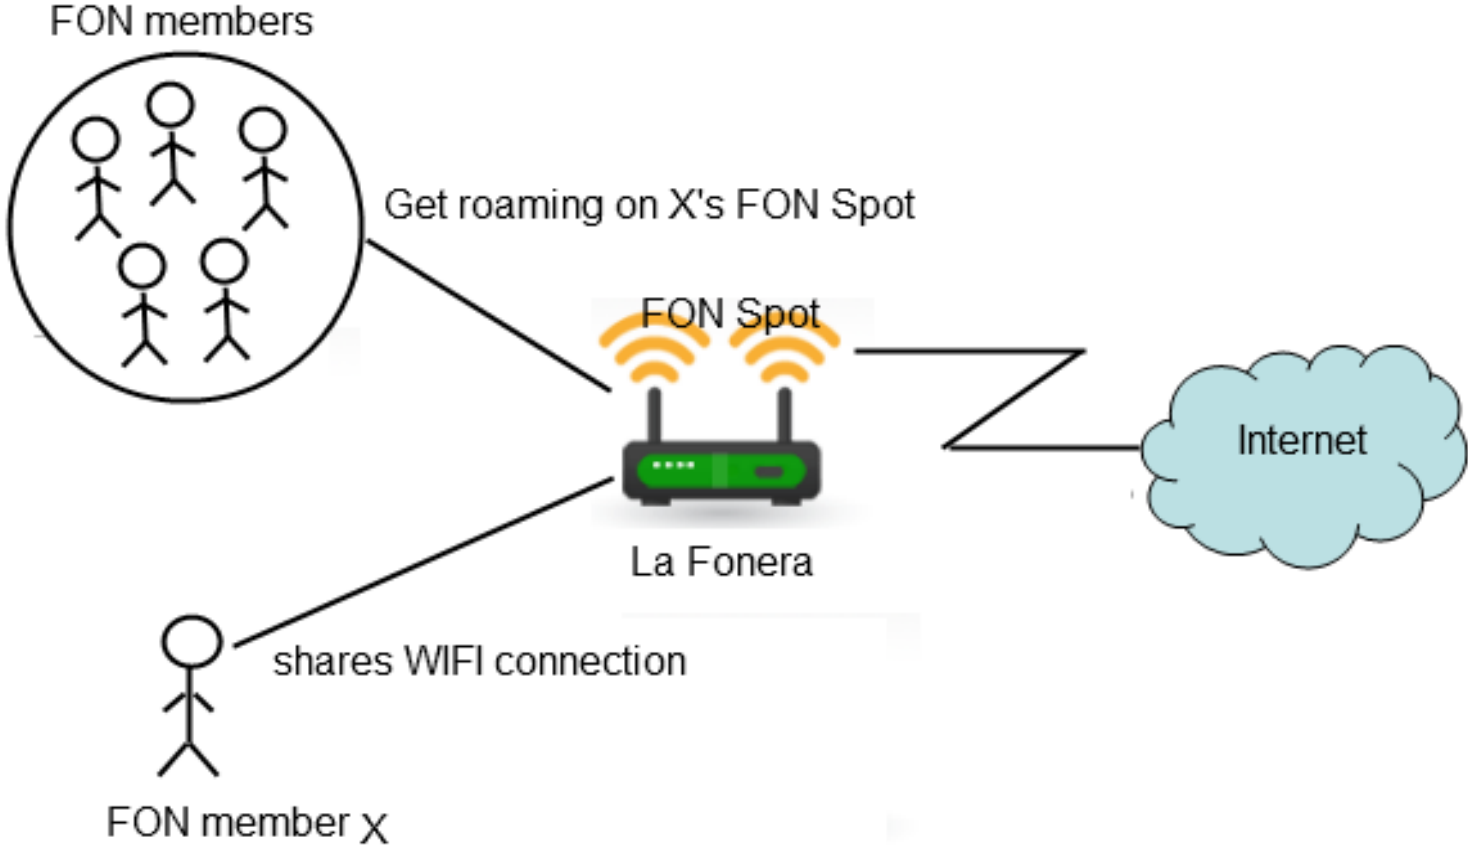 FON members
Get roaming on X's FON Spot
FON Spot
Internet
La Fonera
shares WIFI connection
FON member X